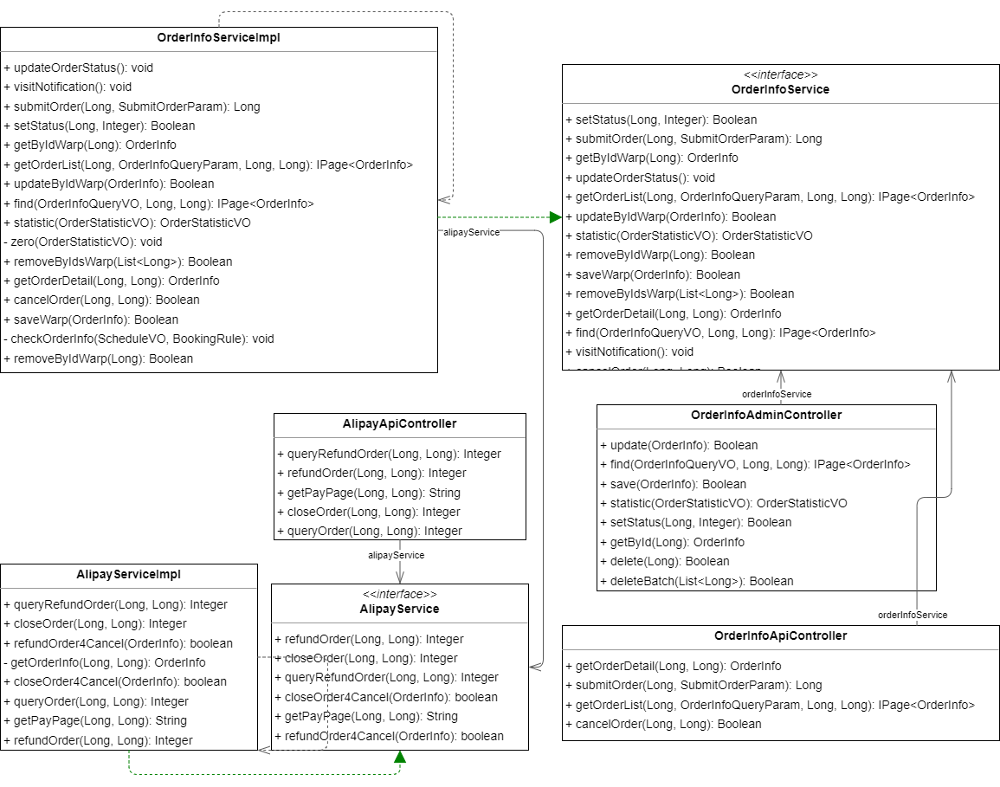 OrderInfoServiceImpl
+ updateOrderStatus(): void
+ visitNotification(): void
+ submitOrder(Long, SubmitOrderParam): Long
+ setStatus(Long, Integer): Boolean
+ getByIdWarp(Long): OrderInfo
+ getOrderList(Long, OrderInfoQueryParam, Long, Long): IPage<OrderInfo>
+ updateByIdWarp(OrderInfo): Boolean
+ find(OrderInfoQueryVO, Long, Long): IPage<OrderInfo>
+ statistic(OrderStatisticVO): OrderStatisticVO
- zero(OrderStatisticVO): void
+ removeByIdsWarp(List<Long>): Boolean
+ getOrderDetail(Long, Long): OrderInfo
+ cancelOrder(Long, Long): Boolean
+ saveWarp(OrderInfo): Boolean
- checkOrderInfo(ScheduleVO, BookingRule): void
+ removeByIdWarp(Long): Boolean
<<interface>>
OrderInfoService
+ setStatus(Long, Integer): Boolean
+ submitOrder(Long, SubmitOrderParam): Long
+ getByIdWarp(Long): OrderInfo
+ updateOrderStatus(): void
+ getOrderList(Long, OrderInfoQueryParam, Long, Long): IPage<OrderInfo>
+ updateByIdWarp(OrderInfo): Boolean
+ statistic(OrderStatisticVO): OrderStatisticVO
+ removeByIdWarp(Long): Boolean
+ saveWarp(OrderInfo): Boolean
+ removeByIdsWarp(List<Long>): Boolean
+ getOrderDetail(Long, Long): OrderInfo
+ find(OrderInfoQueryVO, Long, Long): IPage<OrderInfo>
+ visitNotification(): void
+ cancelOrder(Long, Long): Boolean
alipayService
orderInfoService
AlipayApiController
+ queryRefundOrder(Long, Long): Integer
+ refundOrder(Long, Long): Integer
+ getPayPage(Long, Long): String
+ closeOrder(Long, Long): Integer
+ queryOrder(Long, Long): Integer
alipayService
OrderInfoAdminController
+ update(OrderInfo): Boolean
+ find(OrderInfoQueryVO, Long, Long): IPage<OrderInfo>
+ save(OrderInfo): Boolean
+ statistic(OrderStatisticVO): OrderStatisticVO
+ setStatus(Long, Integer): Boolean
+ getById(Long): OrderInfo
+ delete(Long): Boolean
+ deleteBatch(List<Long>): Boolean
AlipayServiceImpl
+ queryRefundOrder(Long, Long): Integer
+ closeOrder(Long, Long): Integer
+ refundOrder4Cancel(OrderInfo): boolean
- getOrderInfo(Long, Long): OrderInfo
+ closeOrder4Cancel(OrderInfo): boolean
+ queryOrder(Long, Long): Integer
+ getPayPage(Long, Long): String
+ refundOrder(Long, Long): Integer
<<interface>>
AlipayService
+ refundOrder(Long, Long): Integer
+ closeOrder(Long, Long): Integer
+ queryRefundOrder(Long, Long): Integer
+ closeOrder4Cancel(OrderInfo): boolean
+ getPayPage(Long, Long): String
+ refundOrder4Cancel(OrderInfo): boolean
orderInfoService
OrderInfoApiController
+ getOrderDetail(Long, Long): OrderInfo
+ submitOrder(Long, SubmitOrderParam): Long
+ getOrderList(Long, OrderInfoQueryParam, Long, Long): IPage<OrderInfo>
+ cancelOrder(Long, Long): Boolean